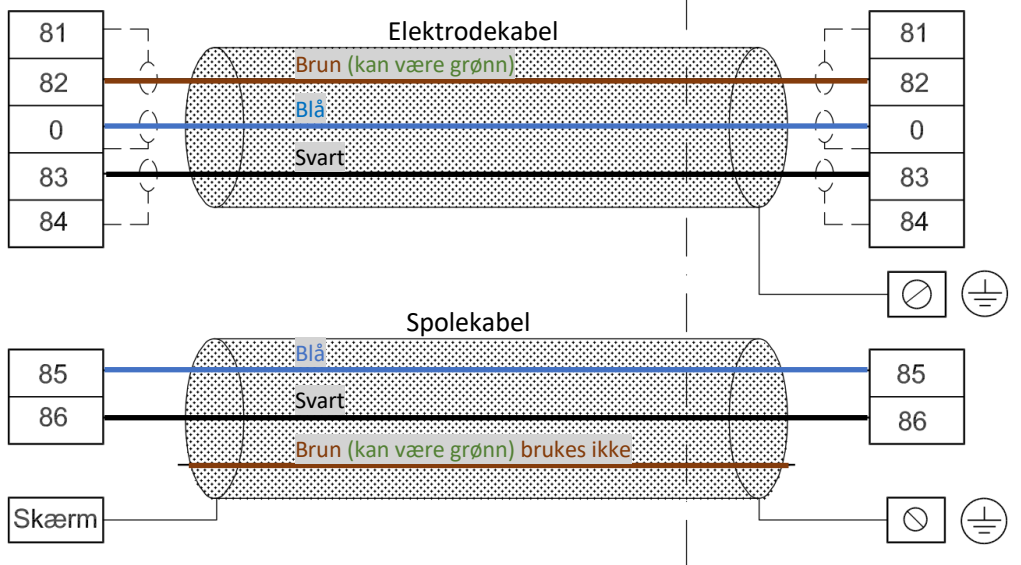 Elektrodekabel
81
82
0
83
84
Brun (kan være grønn)
Blå
Svart
81
82
0
83
84
Spolekabel
85
86
Blå
Svart
Brun (kan være grønn) brukes ikke
85
86
Skærm